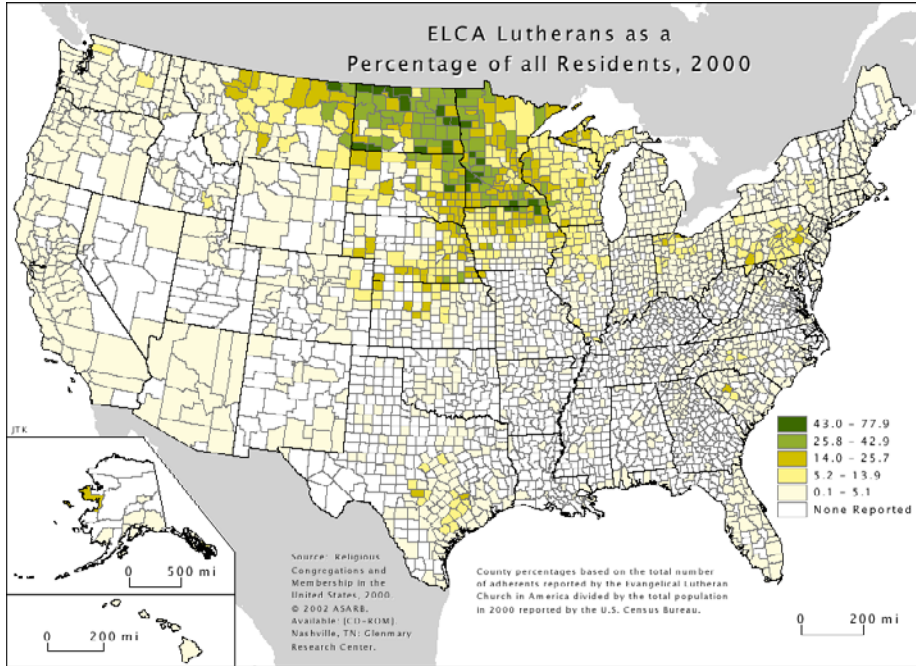 ELCA Lutherans as a
Percentage of all Residents, 2000
43.0 – 77.9
25.8 – 42.9
14.0 – 25.7
5.2 – 13.9
0.1 – 5.1
None Reported
JTK
0 500 mi
0 200 mi
Source: Religious
Congregations and
Membership in the
United States, 2000.
© 2002 ASARB.
Available: [CD-ROM]
Nashville, TN: Glenmary
Research Center.
County percentages based on the total number
of adherents reported by the Evangelical Lutheran
Church in America divided by the total population
in 2000 reported by the U.S. Census Bureau.
0 200 mi